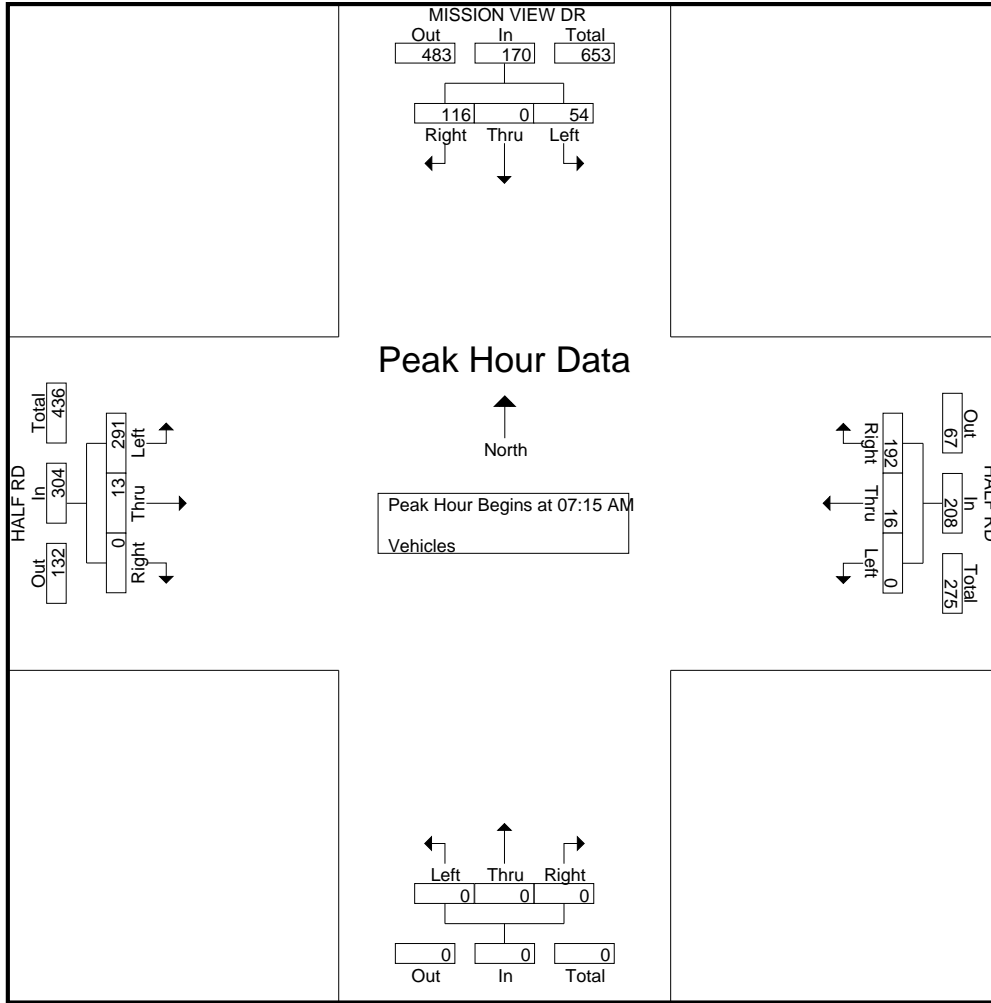 MISSION VIEW DR
Out In Total
483 170 653
116 0 54
Right Thru Left
Peak Hour Data
North
Peak Hour Begins at 07:15 AM
Vehicles
HALF RD
Out In Total
132 304 436
Right Thru Left
0 13 291
HALF RD
Out In Total
67 208 275
Right Thru Left
192 16 0
Left Thru Right
0 0 0
0 0 0
Out In Total